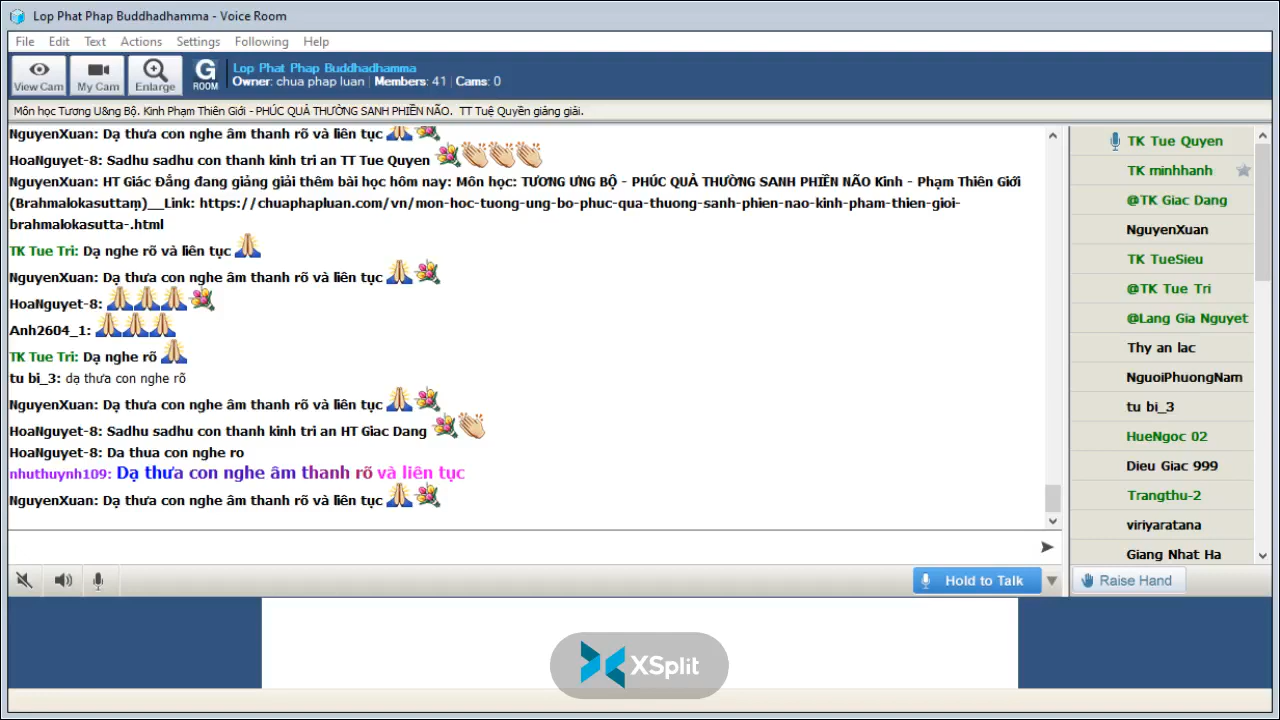 Lop Phat Phap Buddhadhamma - Voice Room
File Edit Text Actions Settings Following Help
View Cam My Cam Enlarge G ROOM
Lop Phat Phap Buddhadhamma
Owner: chua phap luan | Members: 41 | Cams: 0
Môn học Tương U&ng Bộ. Kinh Phạm Thiên Giới - PHÚC QUẢ THƯỜNG SANH PHIỀN NÃO. TT Tuệ Quyền giảng giải.
NguyenXuan: Dạ thưa con nghe âm thanh rõ và liên tục
HoaNguyet-8: Sadhu sadhu con thanh kinh tri an TT Tue Quyen
NguyenXuan: HT Giác Đẳng đang giảng giải thêm bài học hôm nay: Môn học: TƯƠNG ƯNG BỘ - PHÚC QUẢ THƯỜNG SANH PHIỀN NÃO Kinh - Phạm Thiên Giới
(Brahmalokasuttaṃ)__Link: https://chuaphapluan.com/vn/mon-hoc-tuong-ung-bo-phuc-qua-thuong-sanh-phien-nao-kinh-pham-thien-gioi-
brahmalokasutta-.html
TK Tue Tri: Dạ nghe rõ và liên tục
NguyenXuan: Dạ thưa con nghe âm thanh rõ và liên tục
HoaNguyet-8:
Anh2604_1:
TK Tue Tri: Dạ nghe rõ
tu bi_3: dạ thưa con nghe rõ
NguyenXuan: Dạ thưa con nghe âm thanh rõ và liên tục
HoaNguyet-8: Sadhu sadhu con thanh kinh tri an HT Giac Dang
HoaNguyet-8: Da thua con nghe ro
nhuthuynh109: Dạ thưa con nghe âm thanh rõ và liên tục
NguyenXuan: Dạ thưa con nghe âm thanh rõ và liên tục
TK Tue Quyen
TK minhhanh
@TK Giac Dang
NguyenXuan
TK TueSieu
@TK Tue Tri
@Lang Gia Nguyet
Thy an lac
NguoiPhuongNam
tu bi_3
HueNgoc 02
Dieu Giac 999
Trangthu-2
viriyaratana
Giang Nhat Ha
Hold to Talk
Raise Hand
XSplit